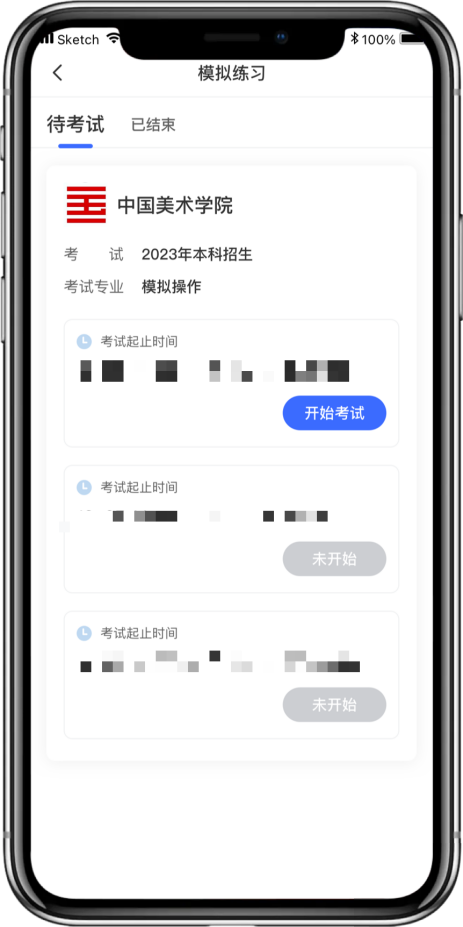 Sketch 100%
模拟练习
待考试 已结束
中国美术学院
考 试 2023年本科招生
考试专业 模拟操作
考试起止时间
开始考试
考试起止时间
未开始
考试起止时间
未开始